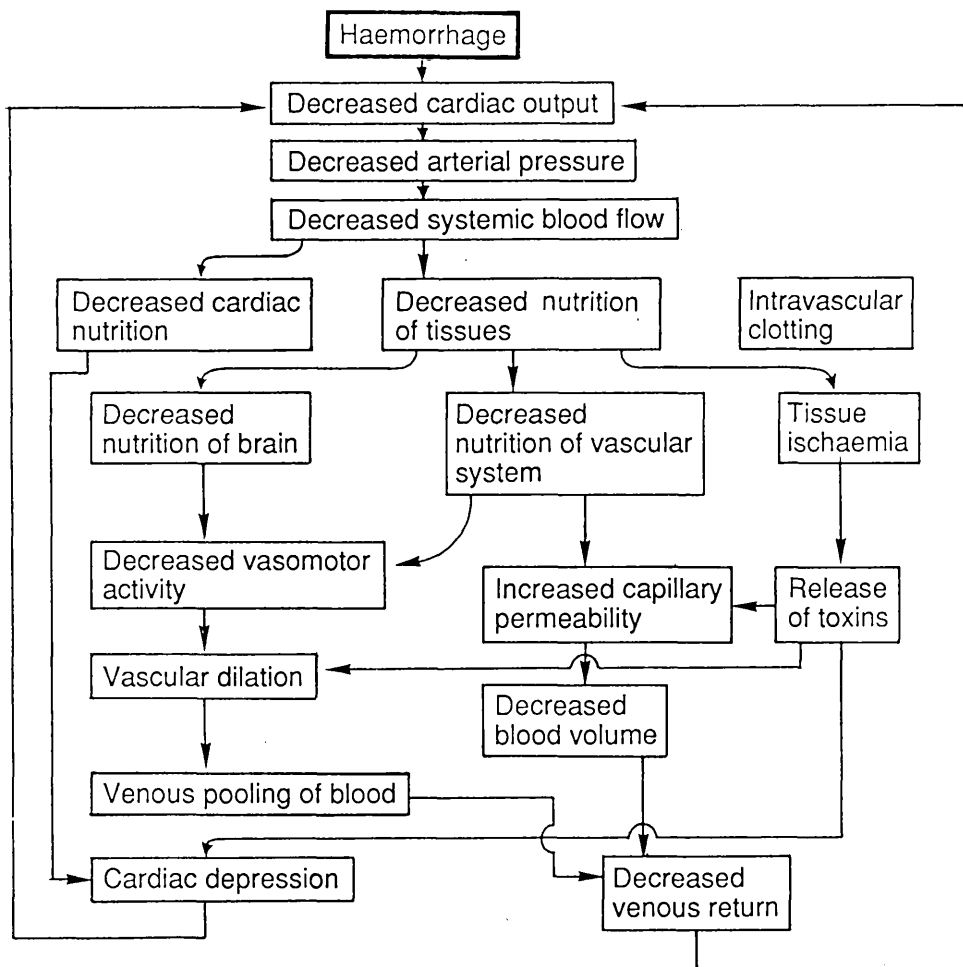 Haemorrhage
Decreased cardiac output
Decreased arterial pressure
Decreased systemic blood flow
Decreased cardiac
nutrition
Decreased nutrition
of tissues
Intravascular
clotting
Decreased
nutrition of brain
Decreased
nutrition of vascular
system
Tissue
ischaemia
Decreased vasomotor
activity
Increased capillary
permeability
Release
of toxins
Vascular dilation
Decreased
blood volume
Venous pooling of blood
Cardiac depression
Decreased
venous return